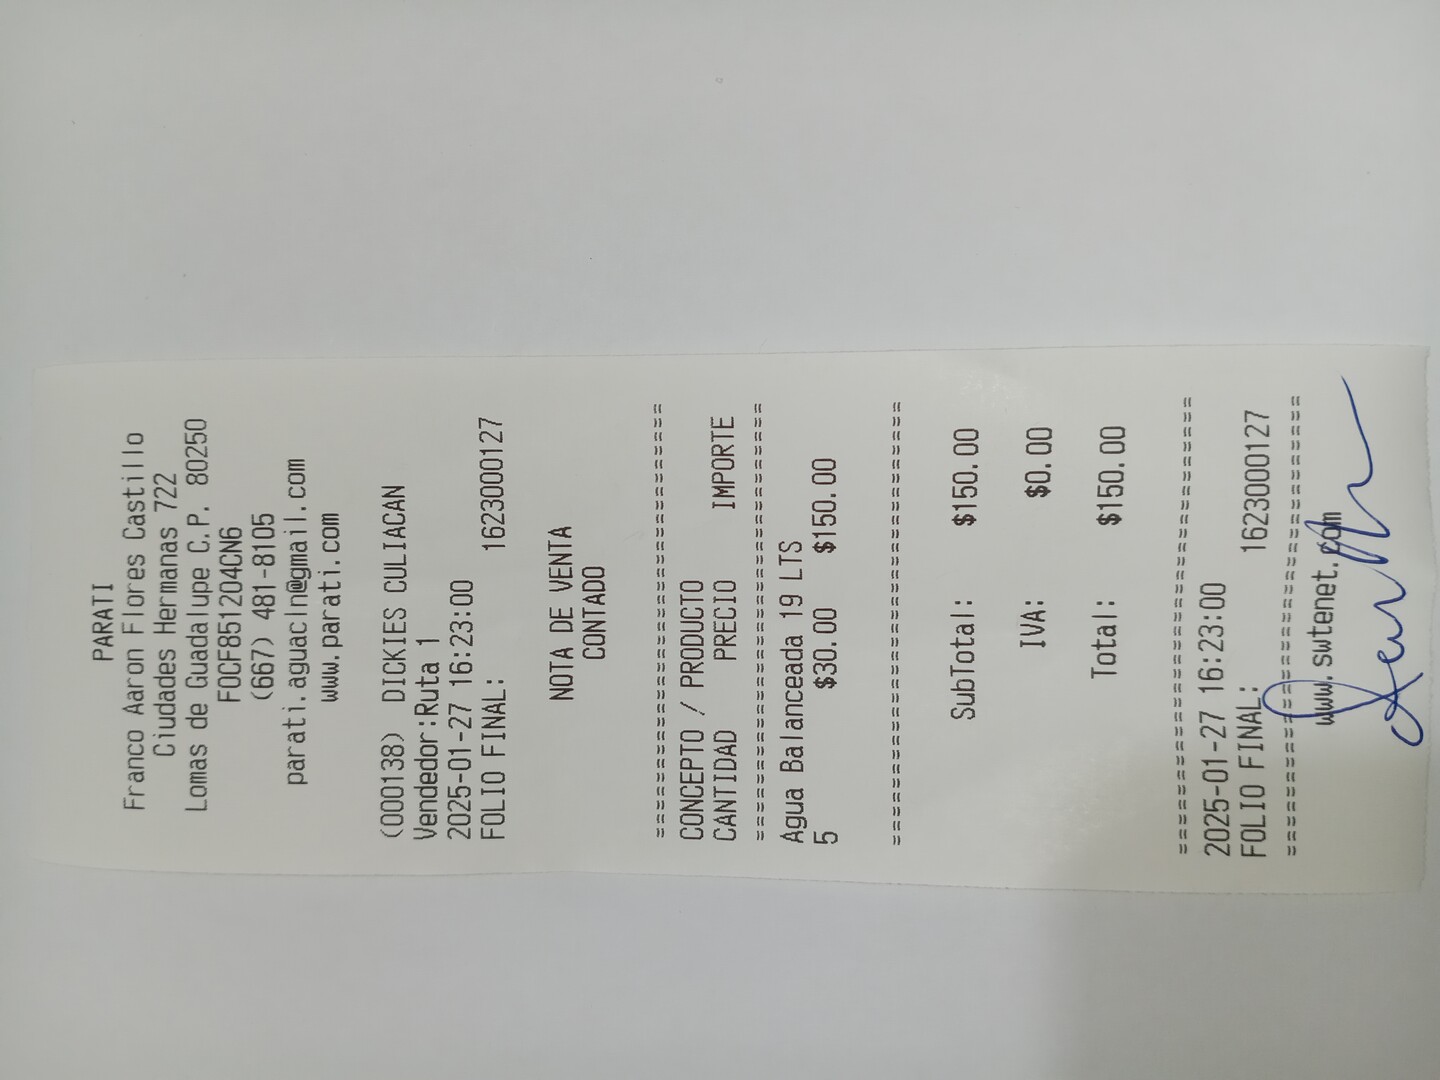 PARATI
Franco Aaron Flores Castillo
Ciudades Hermanas 722
Lomas de Guadalupe C.P. 80250
FOCF851204CN6
(667) 481-8105
parati.aguacln@gmail.com
www.parati.com
(000138) DICKIES CULIACAN
Vendedor:Ruta 1
2025-01-27 16:23:00
FOLIO FINAL: 1623000127
NOTA DE VENTA
CONTADO
==============================
CONCEPTO / PRODUCTO
CANTIDAD PRECIO IMPORTE
==============================
Agua Balanceada 19 LTS
5 $30.00 $150.00
==============================
SubTotal: $150.00
IVA: $0.00
Total: $150.00
==============================
2025-01-27 16:23:00
FOLIO FINAL: 1623000127
==============================
www.swtenet.com